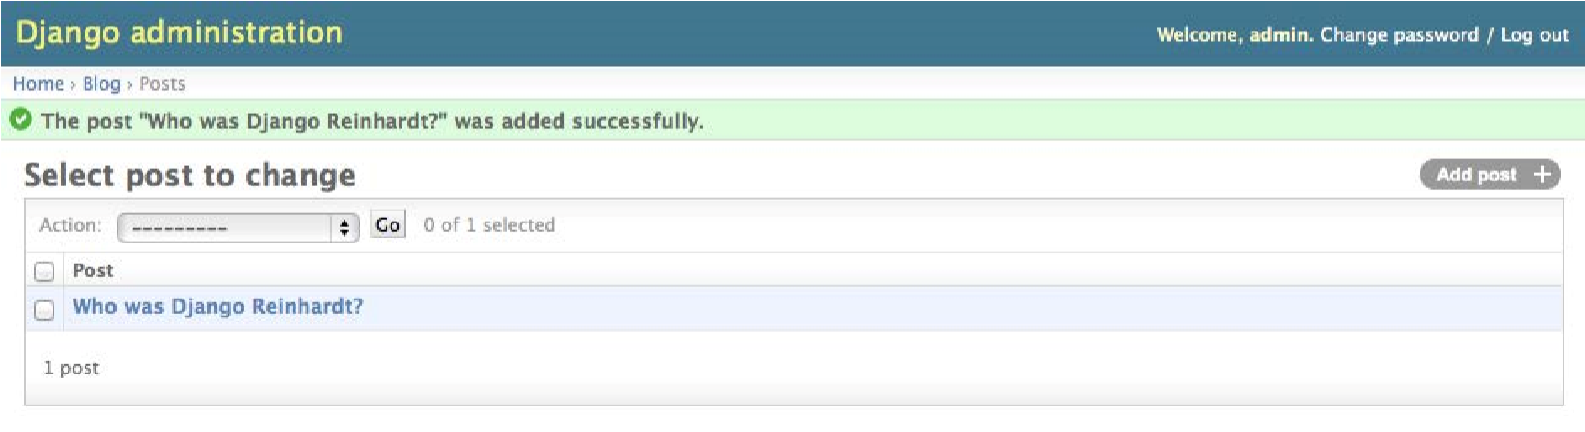 Django administration
Welcome, admin. Change password / Log out
Home › Blog › Posts
The post "Who was Django Reinhardt?" was added successfully.
Select post to change
Add post +
Action: --------- Go 0 of 1 selected
Post
Who was Django Reinhardt?
1 post